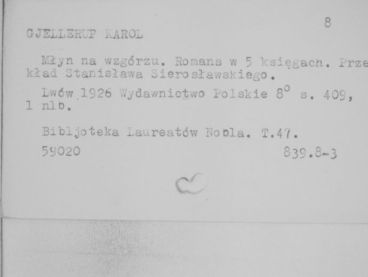 8
GJELLERUP KAROL
Młyn na wzgórzu. Romans w 5 księgach. Prze
kład Stanisława Sierosławskiego.
Lwów 1926 Wydawnictwo Polskie 8° s. 409,
1 nlb.
Bibljoteka Laureatów Nobla. T.47.
59020 839.8-3